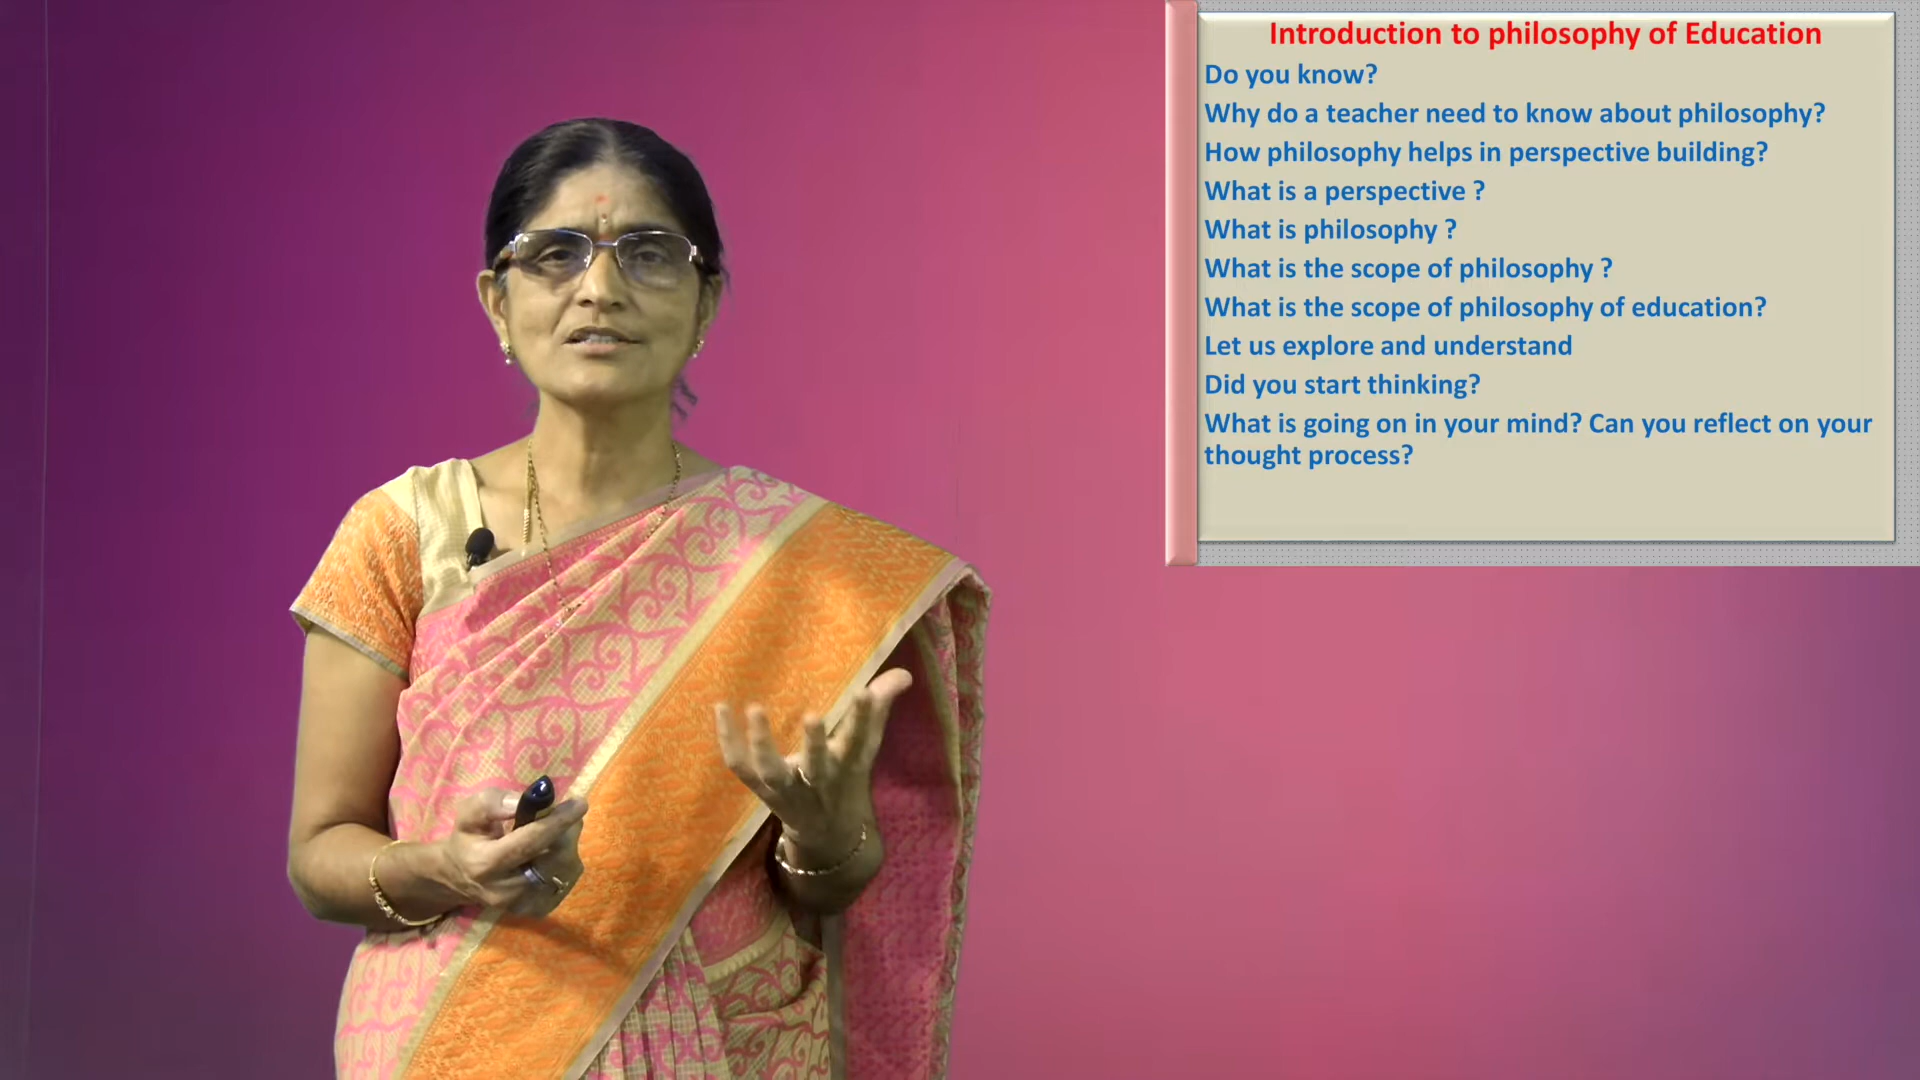 Introduction to philosophy of Education
Do you know?
Why do a teacher need to know about philosophy?
How philosophy helps in perspective building?
What is a perspective ?
What is philosophy ?
What is the scope of philosophy ?
What is the scope of philosophy of education?
Let us explore and understand
Did you start thinking?
What is going on in your mind? Can you reflect on your
thought process?